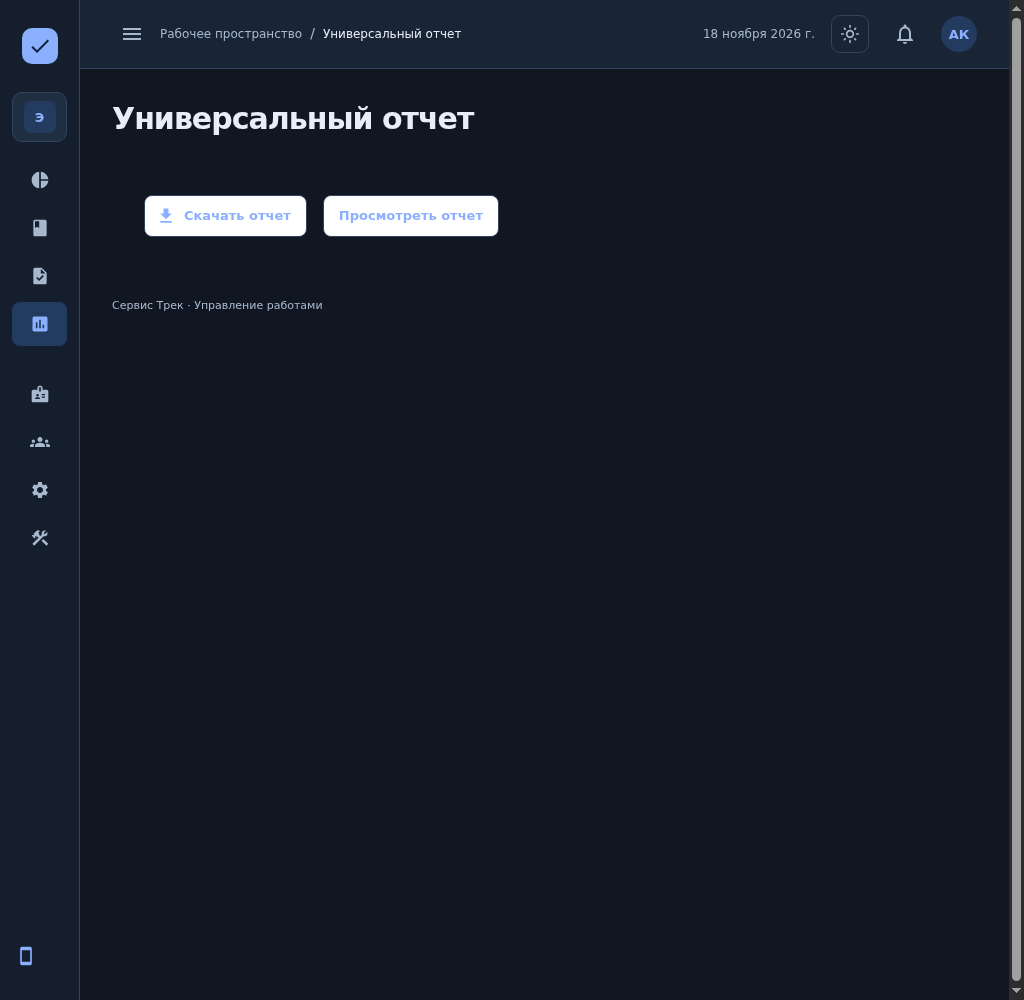 Рабочее пространство / Универсальный отчет
18 ноября 2026 г.
АК
Э
Универсальный отчет
Скачать отчет
Просмотреть отчет
Сервис Трек · Управление работами